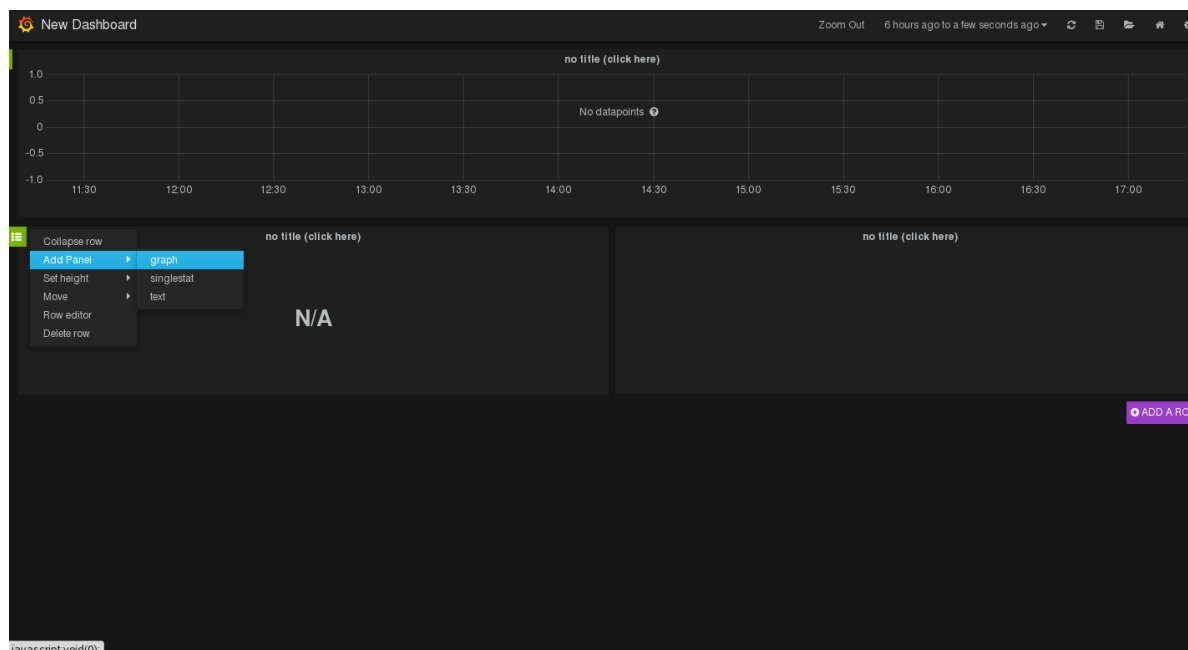 New Dashboard
Zoom Out 6 hours ago to a few seconds ago
no title (click here)
1.0
0.5
No datapoints
0
-0.5
-1.0
11:30 12:00 12:30 13:00 13:30 14:00 14:30 15:00 15:30 16:00 16:30 17:00
no title (click here) no title (click here)
Collapse row
Add Panel graph
Set height singlestat
Move text
Row editor
Delete row
N/A
ADD A RO
javascript:void(0);